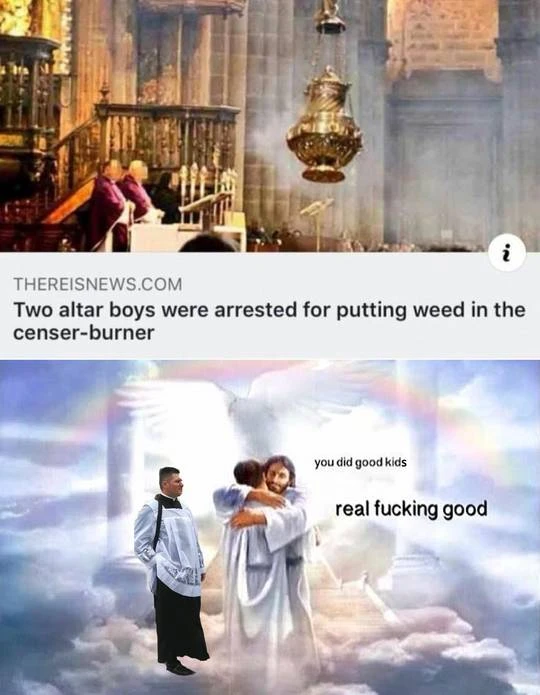 i
THEREISNEWS.COM
Two altar boys were arrested for putting weed in the
censer-burner
you did good kids
real fucking good